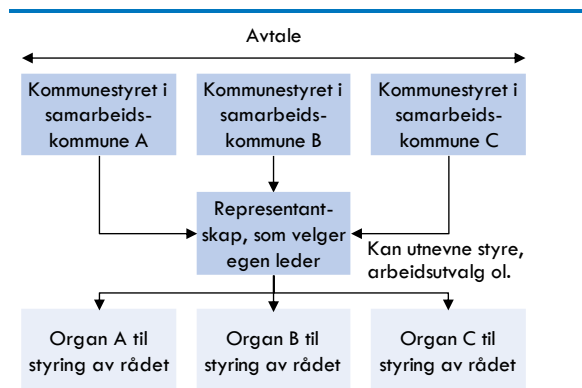 Avtale
Kommunestyret i
samarbeids-
kommune A
Kommunestyret i
samarbeids-
kommune B
Kommunestyret i
samarbeids-
kommune C
Representant-
skap, som velger
egen leder
Kan utnevne styre,
arbeidsutvalg ol.
Organ A til
styring av rådet
Organ B til
styring av rådet
Organ C til
styring av rådet